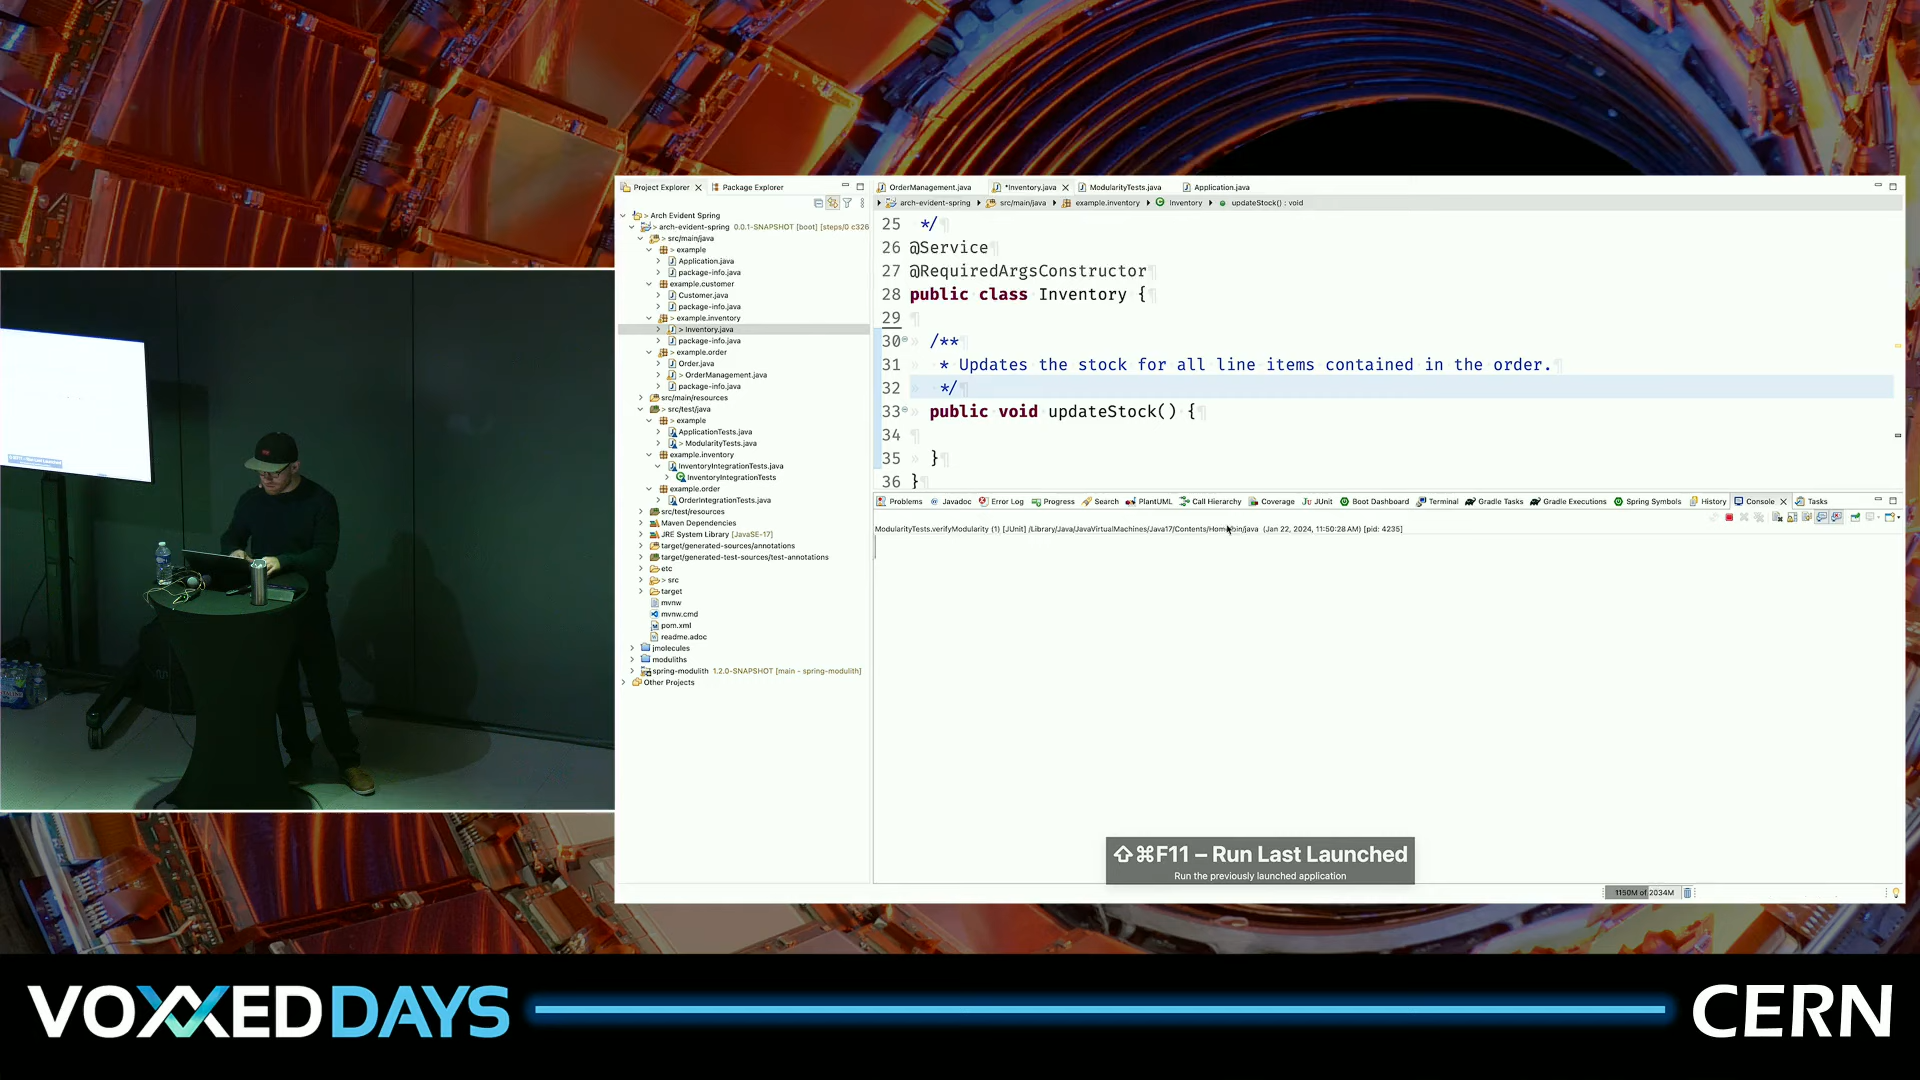 Project Explorer
Package Explorer
> Arch Evident Spring
> arch-evident-spring 0.0.1-SNAPSHOT [boot] [steps/0 c326
> src/main/java
> example
Application.java
package-info.java
example.customer
Customer.java
package-info.java
> example.inventory
> Inventory.java
package-info.java
> example.order
Order.java
> OrderManagement.java
package-info.java
src/main/resources
> src/test/java
> example
ApplicationTests.java
> ModularityTests.java
example.inventory
InventoryIntegrationTests.java
InventoryIntegrationTests
example.order
OrderIntegrationTests.java
src/test/resources
Maven Dependencies
JRE System Library [JavaSE-17]
target/generated-sources/annotations
target/generated-test-sources/test-annotations
etc
> src
target
mvnw
mvnw.cmd
pom.xml
readme.adoc
jmolecules
moduliths
spring-modulith 1.2.0-SNAPSHOT [main - spring-modulith]
Other Projects
OrderManagement.java
*Inventory.java
ModularityTests.java
Application.java
arch-evident-spring
src/main/java
example.inventory
Inventory
updateStock() : void
25 */
26 @Service
27 @RequiredArgsConstructor
28 public class Inventory {
29
30 /**
31 * Updates the stock for all line items contained in the order.
32 */
33 public void updateStock() {
34
35 }
36 }
Problems
Javadoc
Error Log
Progress
Search
PlantUML
Call Hierarchy
Coverage
JUnit
Boot Dashboard
Terminal
Gradle Tasks
Gradle Executions
Spring Symbols
History
Console
Tasks
ModularityTests.verifyModularity (1) [JUnit] /Library/Java/JavaVirtualMachines/Java17/Contents/Home/bin/java (Jan 22, 2024, 11:50:28 AM) [pid: 4235]
⇧⌘F11 – Run Last Launched
Run the previously launched application
1150M of 2034M
VOXXEDDAYS
CERN